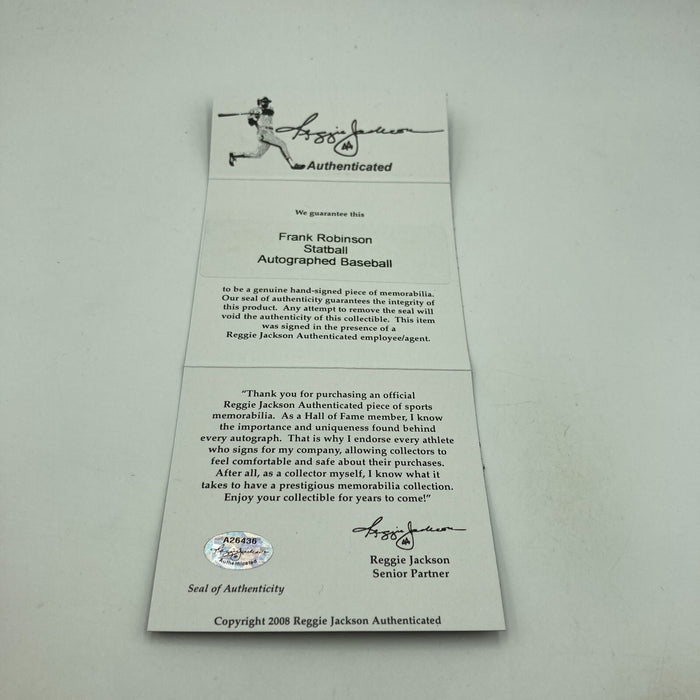 Reggie Jackson
Authenticated
We guarantee this
Frank Robinson
Statball
Autographed Baseball
to be a genuine hand-signed piece of memorabilia.
Our seal of authenticity guarantees the integrity of
this product. Any attempt to remove the seal will
void the authenticity of this collectible. This item
was signed in the presence of a
Reggie Jackson Authenticated employee/agent.
"Thank you for purchasing an official
Reggie Jackson Authenticated piece of sports
memorabilia. As a Hall of Fame member, I know
the importance and uniqueness found behind
every autograph. That is why I endorse every athlete
who signs for my company, allowing collectors to
feel comfortable and safe about their purchases.
After all, as a collector myself, I know what it
takes to have a prestigious memorabilia collection.
Enjoy your collectible for years to come!"
Reggie Jackson
A26436
Reggie Jackson
Authenticated
Reggie Jackson
Senior Partner
Seal of Authenticity
Copyright 2008 Reggie Jackson Authenticated